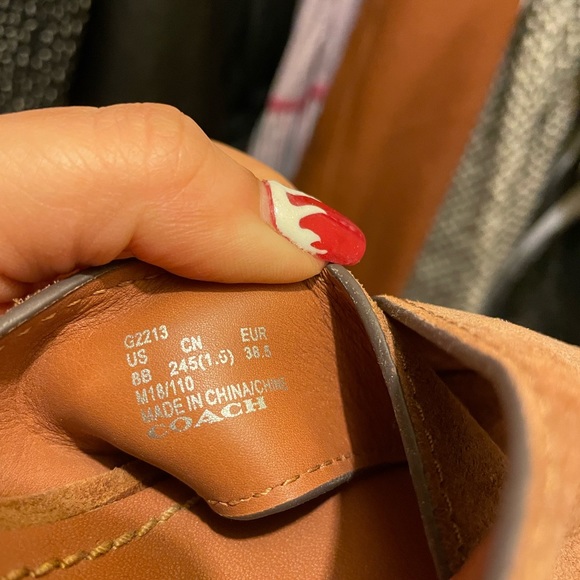 G2213
US CN EUR
8B 245(1.5) 38.5
M18/110
MADE IN CHINA/CHINE
COACH